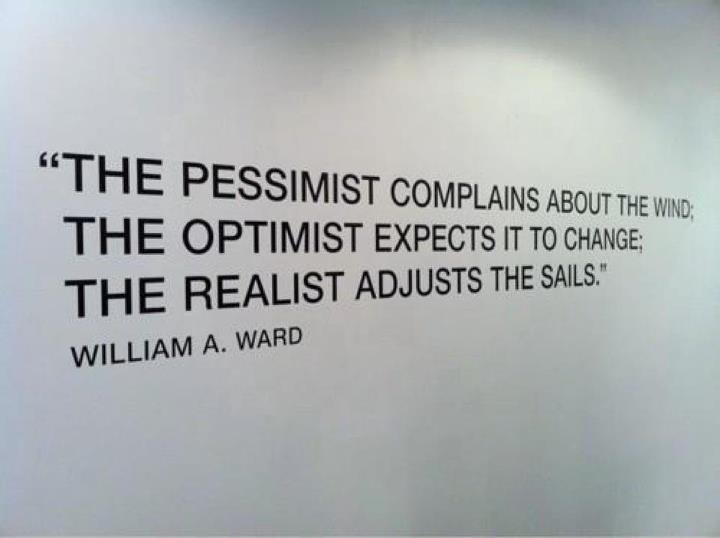 “THE PESSIMIST COMPLAINS ABOUT THE WIND;
THE OPTIMIST EXPECTS IT TO CHANGE;
THE REALIST ADJUSTS THE SAILS.”
WILLIAM A. WARD